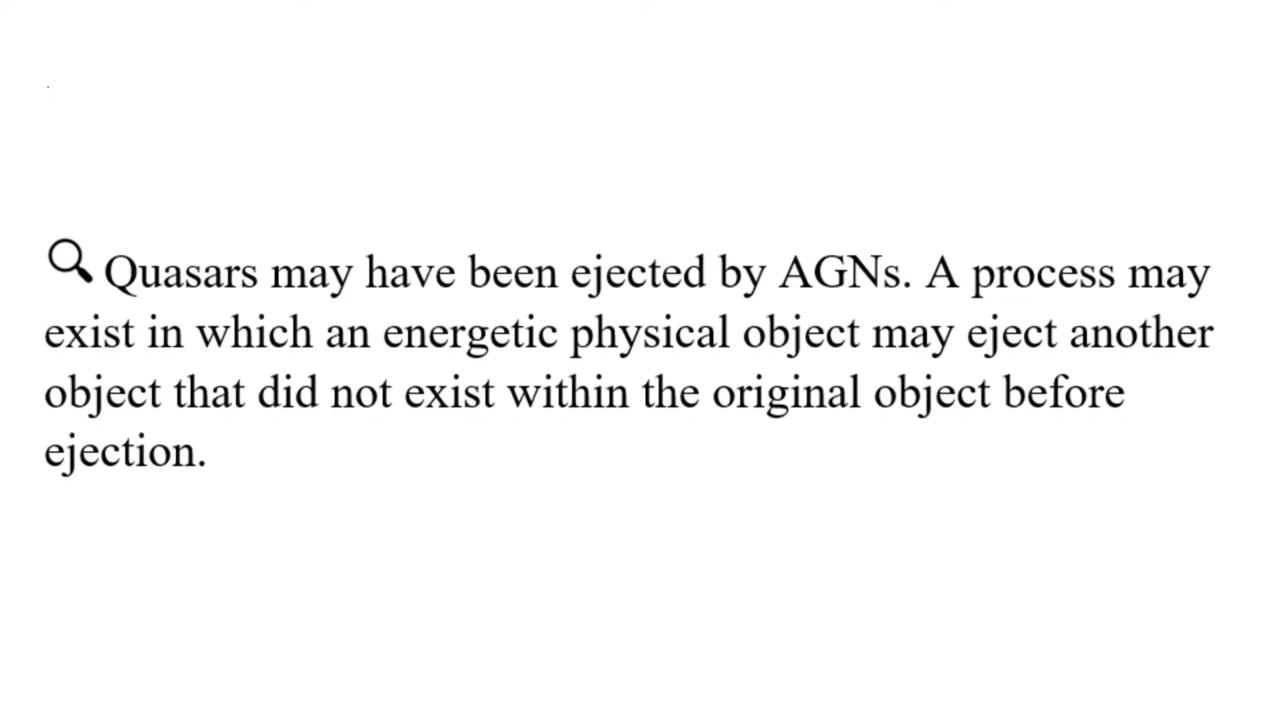 🔍 Quasars may have been ejected by AGNs. A process may
exist in which an energetic physical object may eject another
object that did not exist within the original object before
ejection.